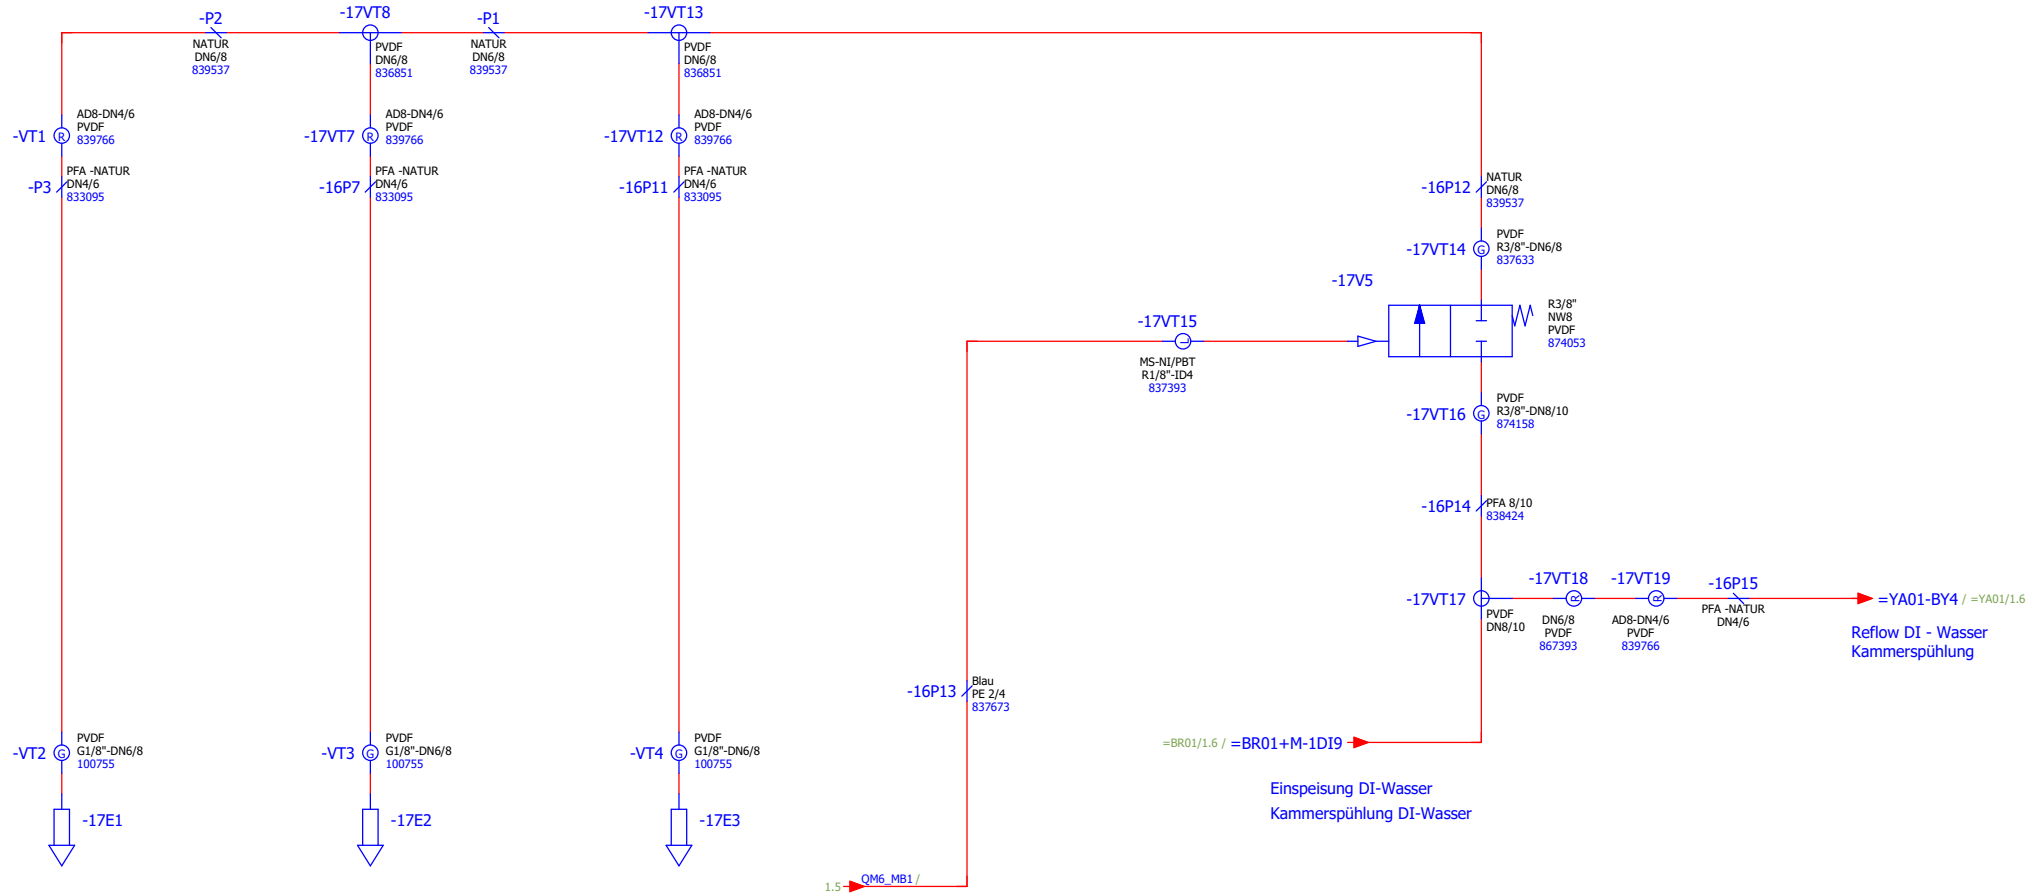 -P2
NATUR
DN6/8
839537
-17VT8
PVDF
DN6/8
836851
-P1
NATUR
DN6/8
839537
-17VT13
PVDF
DN6/8
836851
-VT1
R
AD8-DN4/6
PVDF
839766
-17VT7
R
AD8-DN4/6
PVDF
839766
-17VT12
R
AD8-DN4/6
PVDF
839766
-P3
PFA -NATUR
DN4/6
833095
-16P7
PFA -NATUR
DN4/6
833095
-16P11
PFA -NATUR
DN4/6
833095
-16P12
NATUR
DN6/8
839537
-17VT14
G
PVDF
R3/8"-DN6/8
837633
-17V5
R3/8"
NW8
PVDF
874053
-17VT15
L
MS-NI/PBT
R1/8"-ID4
837393
-17VT16
G
PVDF
R3/8"-DN8/10
874158
-16P14
PFA 8/10
838424
-17VT17
PVDF
DN8/10
-17VT18
R
DN6/8
PVDF
867393
-17VT19
R
AD8-DN4/6
PVDF
839766
-16P15
PFA -NATUR
DN4/6
=YA01-BY4 / =YA01/1.6
Reflow DI - Wasser
Kammerspühlung
-16P13
Blau
PE 2/4
837673
-VT2
G
PVDF
G1/8"-DN6/8
100755
-VT3
G
PVDF
G1/8"-DN6/8
100755
-VT4
G
PVDF
G1/8"-DN6/8
100755
=BR01/1.6 / =BR01+M-1DI9
Einspeisung DI-Wasser
Kammerspühlung DI-Wasser
-17E1
-17E2
-17E3
1.5
QM6_MB1 /